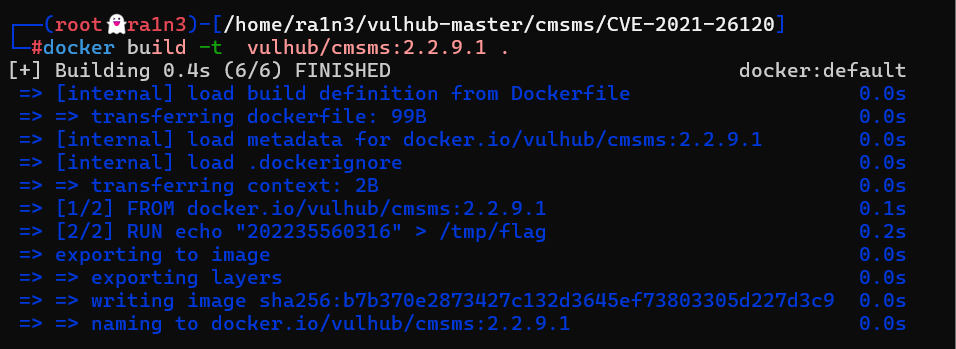 ┌──(root👻ra1n3)-[/home/ra1n3/vulhub-master/cmsms/CVE-2021-26120]
└─#docker build -t  vulhub/cmsms:2.2.9.1 .
[+] Building 0.4s (6/6) FINISHED docker:default
=> [internal] load build definition from Dockerfile 0.0s
=> => transferring dockerfile: 99B 0.0s
=> [internal] load metadata for docker.io/vulhub/cmsms:2.2.9.1 0.0s
=> [internal] load .dockerignore 0.0s
=> => transferring context: 2B 0.0s
=> [1/2] FROM docker.io/vulhub/cmsms:2.2.9.1 0.1s
=> [2/2] RUN echo "202235560316" > /tmp/flag 0.2s
=> exporting to image 0.0s
=> => exporting layers 0.0s
=> => writing image sha256:b7b370e2873427c132d3645ef73803305d227d3c9 0.0s
=> => naming to docker.io/vulhub/cmsms:2.2.9.1 0.0s